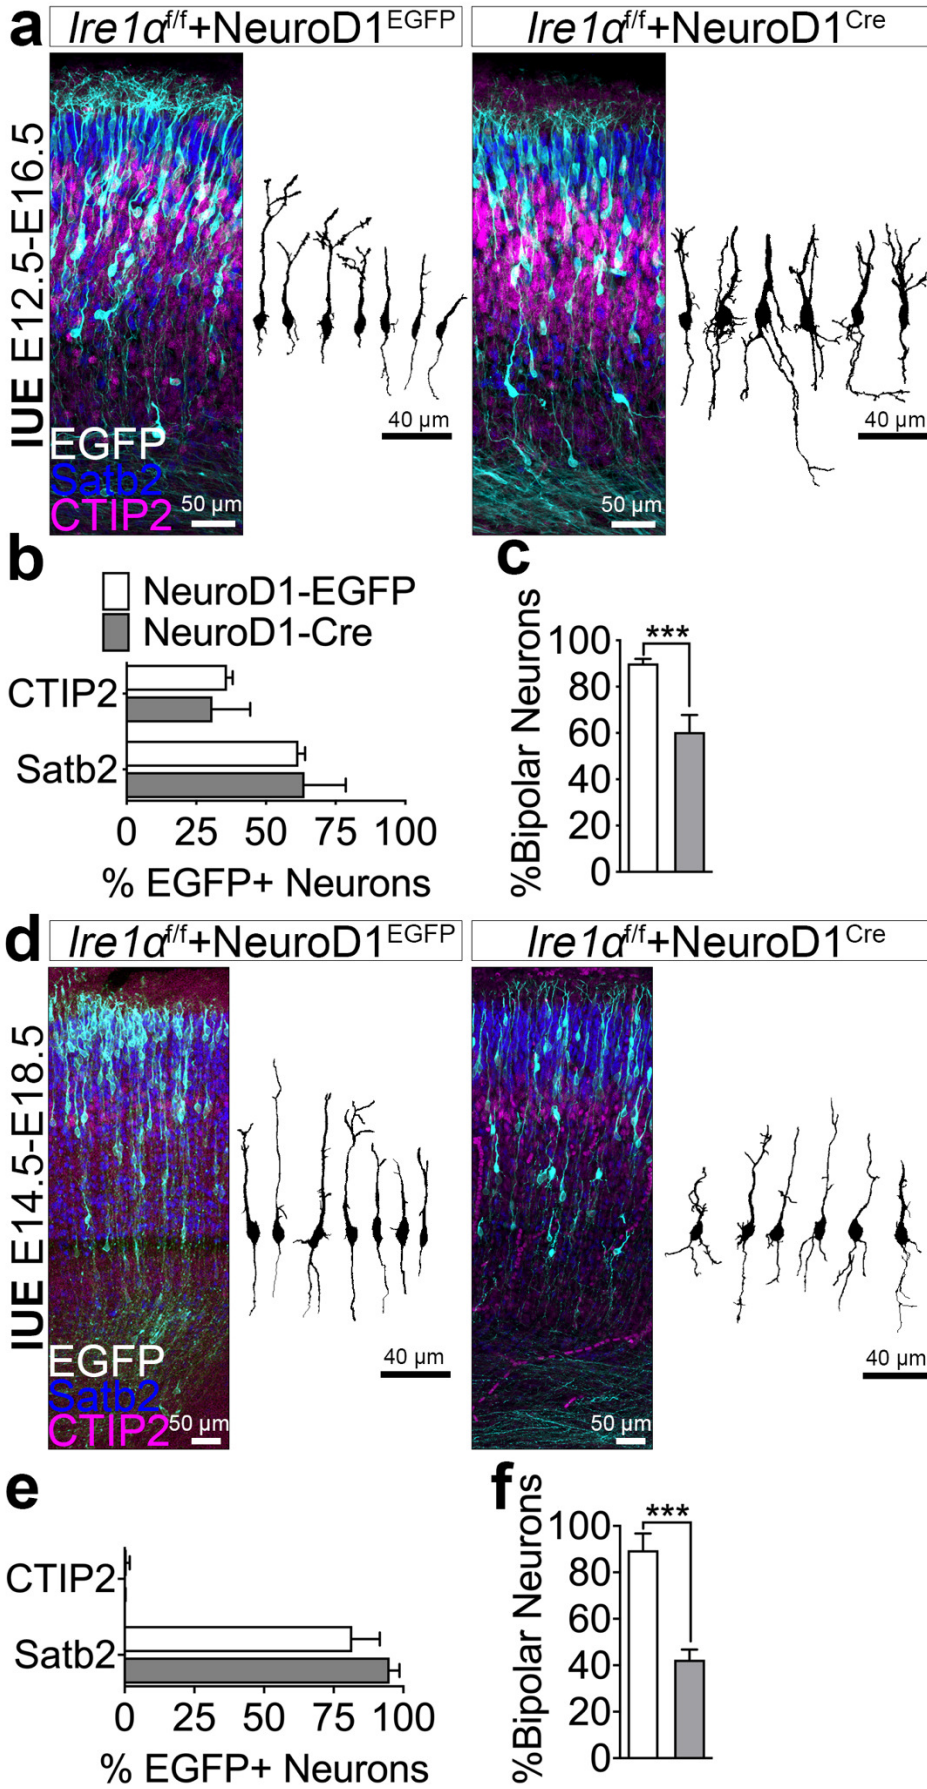 a
Ire1α^f/f+NeuroD1^EGFP
Ire1α^f/f+NeuroD1^Cre
IUE E12.5-E16.5
EGFP
Satb2
CTIP2
50 µm
40 µm
50 µm
40 µm
b
NeuroD1-EGFP
NeuroD1-Cre
CTIP2
Satb2
0 25 50 75 100
% EGFP+ Neurons
c
%Bipolar Neurons
100
80
60
40
20
0
***
d
Ire1α^f/f+NeuroD1^EGFP
Ire1α^f/f+NeuroD1^Cre
IUE E14.5-E18.5
EGFP
Satb2
CTIP2
50 µm
40 µm
50 µm
40 µm
e
CTIP2
Satb2
0 25 50 75 100
% EGFP+ Neurons
f
%Bipolar Neurons
100
80
60
40
20
0
***